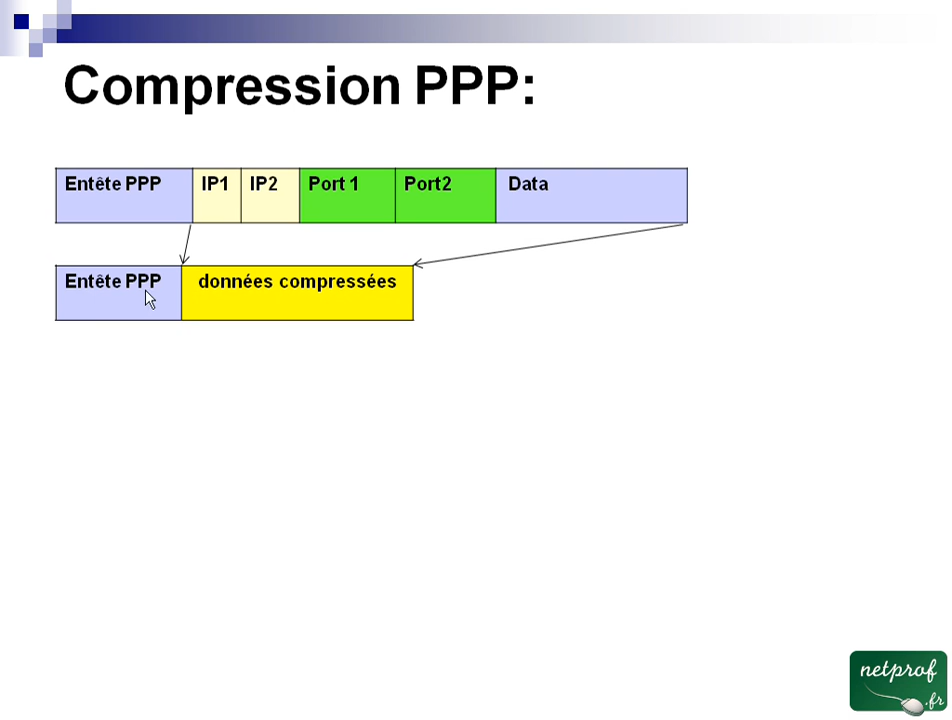 Compression PPP:
Entête PPP IP1 IP2 Port 1 Port2 Data
Entête PPP données compressées
netprof
.fr